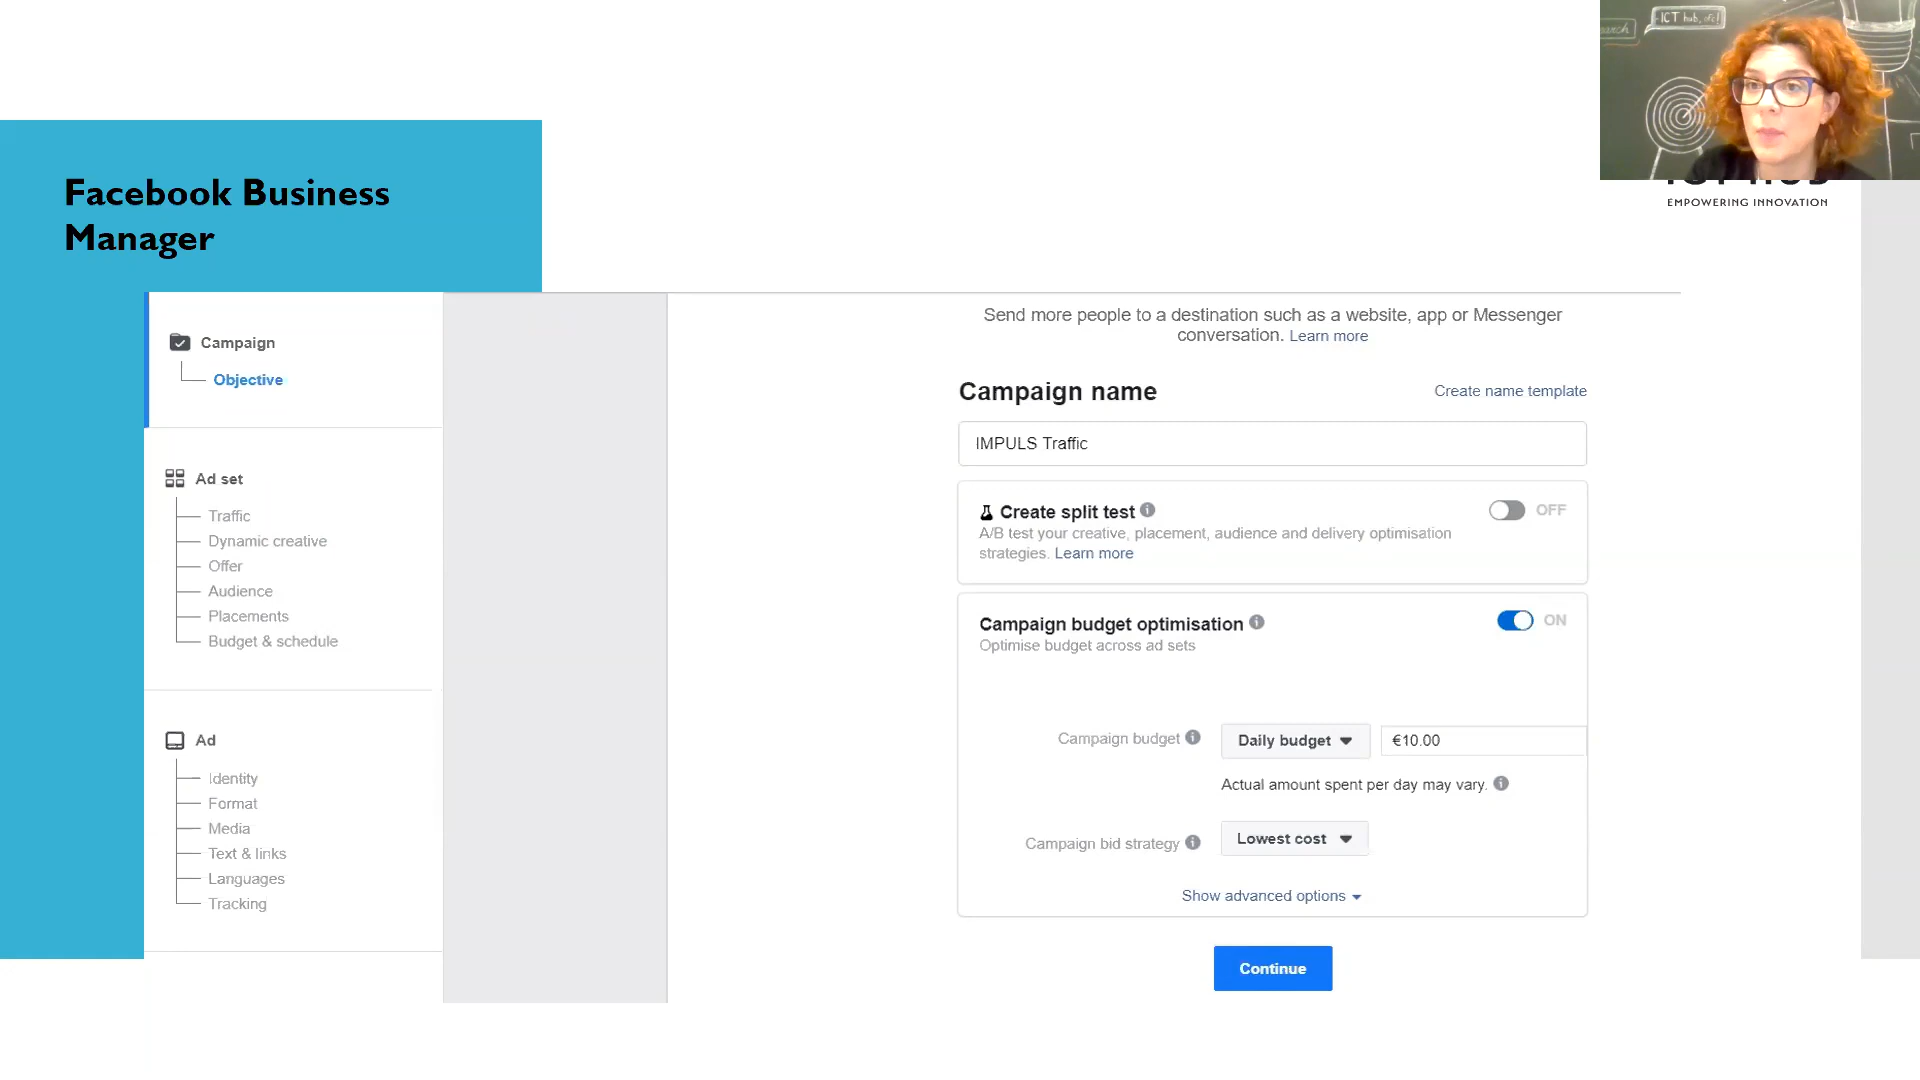 ICT hub, ofc!
Facebook Business
Manager
EMPOWERING INNOVATION
Campaign
Objective
Ad set
Traffic
Dynamic creative
Offer
Audience
Placements
Budget & schedule
Ad
Identity
Format
Media
Text & links
Languages
Tracking
Send more people to a destination such as a website, app or Messenger
conversation. Learn more
Campaign name
Create name template
IMPULS Traffic
Create split test
OFF
A/B test your creative, placement, audience and delivery optimisation
strategies. Learn more
Campaign budget optimisation
ON
Optimise budget across ad sets
Campaign budget
Daily budget
€10.00
Actual amount spent per day may vary.
Campaign bid strategy
Lowest cost
Show advanced options
Continue